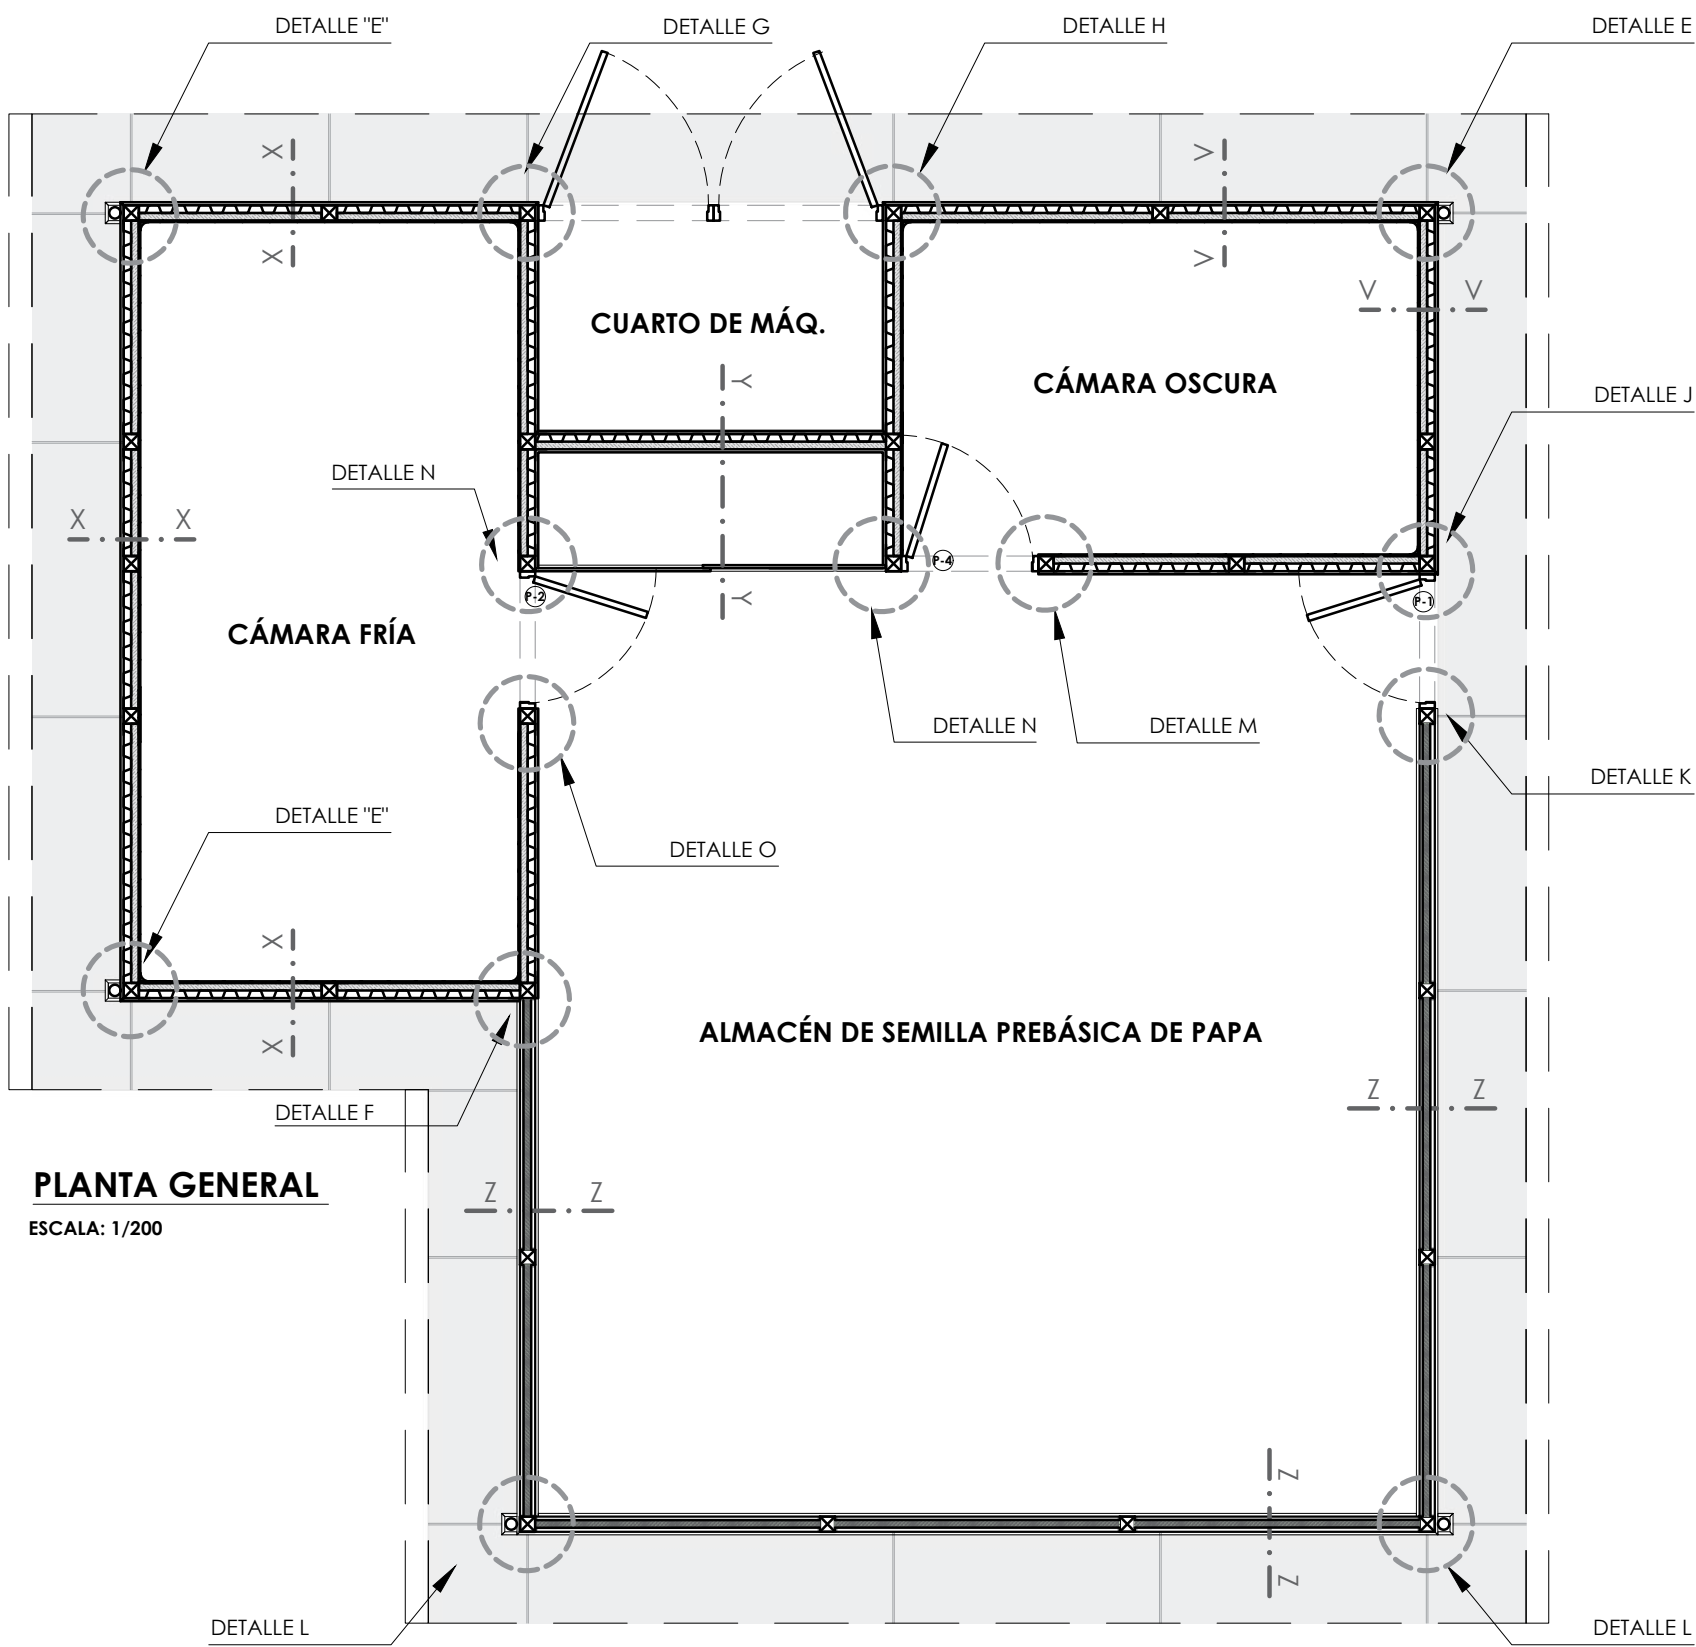 DETALLE "E"
DETALLE G
DETALLE H
DETALLE E
X
X
V
V
V V
CUARTO DE MÁQ.
CÁMARA OSCURA
Y
DETALLE J
DETALLE N
X X
P-4
P-2
Y
P-1
CÁMARA FRÍA
DETALLE N
DETALLE M
DETALLE K
DETALLE "E"
DETALLE O
X
X
ALMACÉN DE SEMILLA PREBÁSICA DE PAPA
Z Z
DETALLE F
PLANTA GENERAL
Z Z
ESCALA: 1/200
Z
Z
DETALLE L
DETALLE L